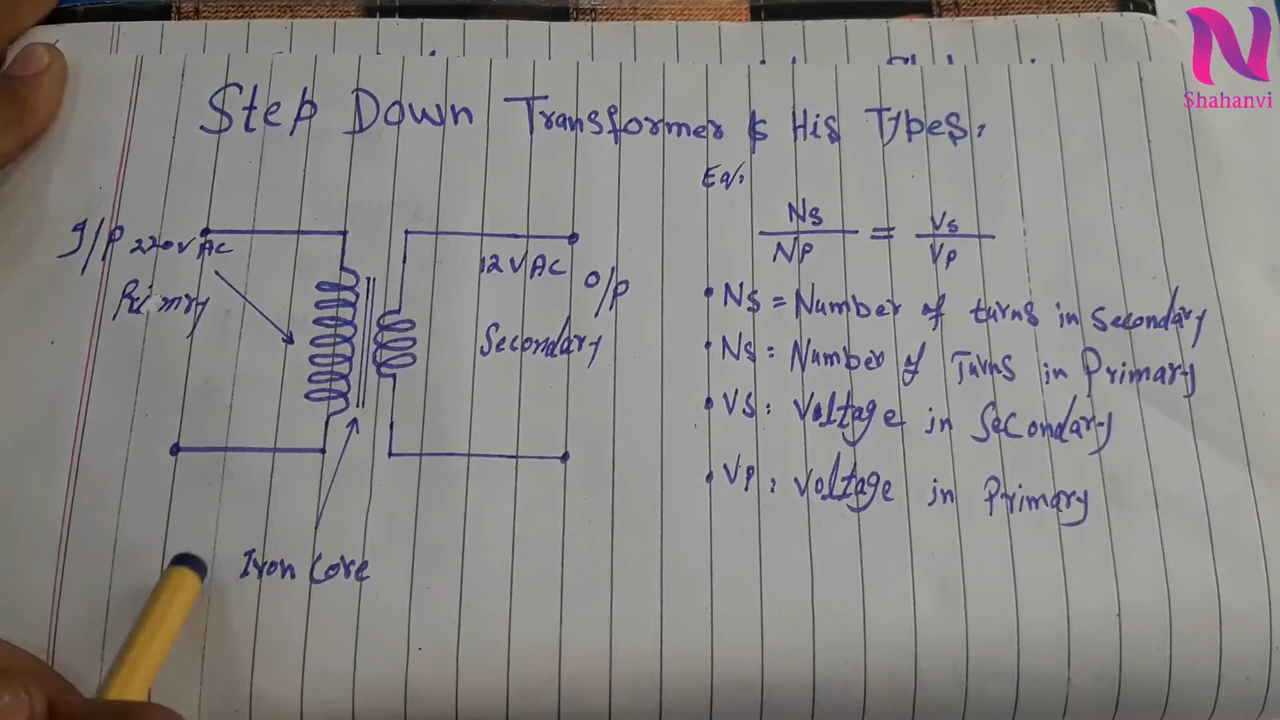 Step Down Transformer & His Types.
I/P 220V AC
Primry
12V AC
O/P
Secondary
Iron Core
Eq:
NS / NP = VS / VP
• NS = Number of turns in Secondary
• NS: Number of Turns in Primary
• VS: Voltage in Secondary
• VP: Voltage in Primary
N
Shahanvi